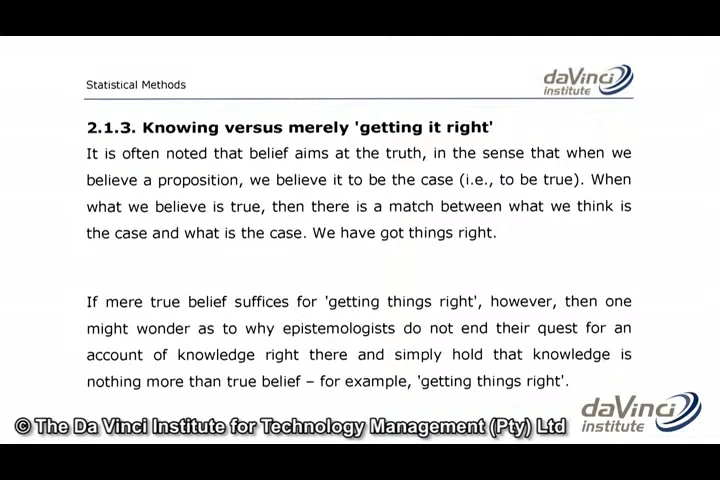 Statistical Methods
daVinci
institute
2.1.3. Knowing versus merely 'getting it right'
It is often noted that belief aims at the truth, in the sense that when we
believe a proposition, we believe it to be the case (i.e., to be true). When
what we believe is true, then there is a match between what we think is
the case and what is the case. We have got things right.
If mere true belief suffices for 'getting things right', however, then one
might wonder as to why epistemologists do not end their quest for an
account of knowledge right there and simply hold that knowledge is
nothing more than true belief – for example, 'getting things right'.
© The Da Vinci Institute for Technology Management (Pty) Ltd
daVinci
institute